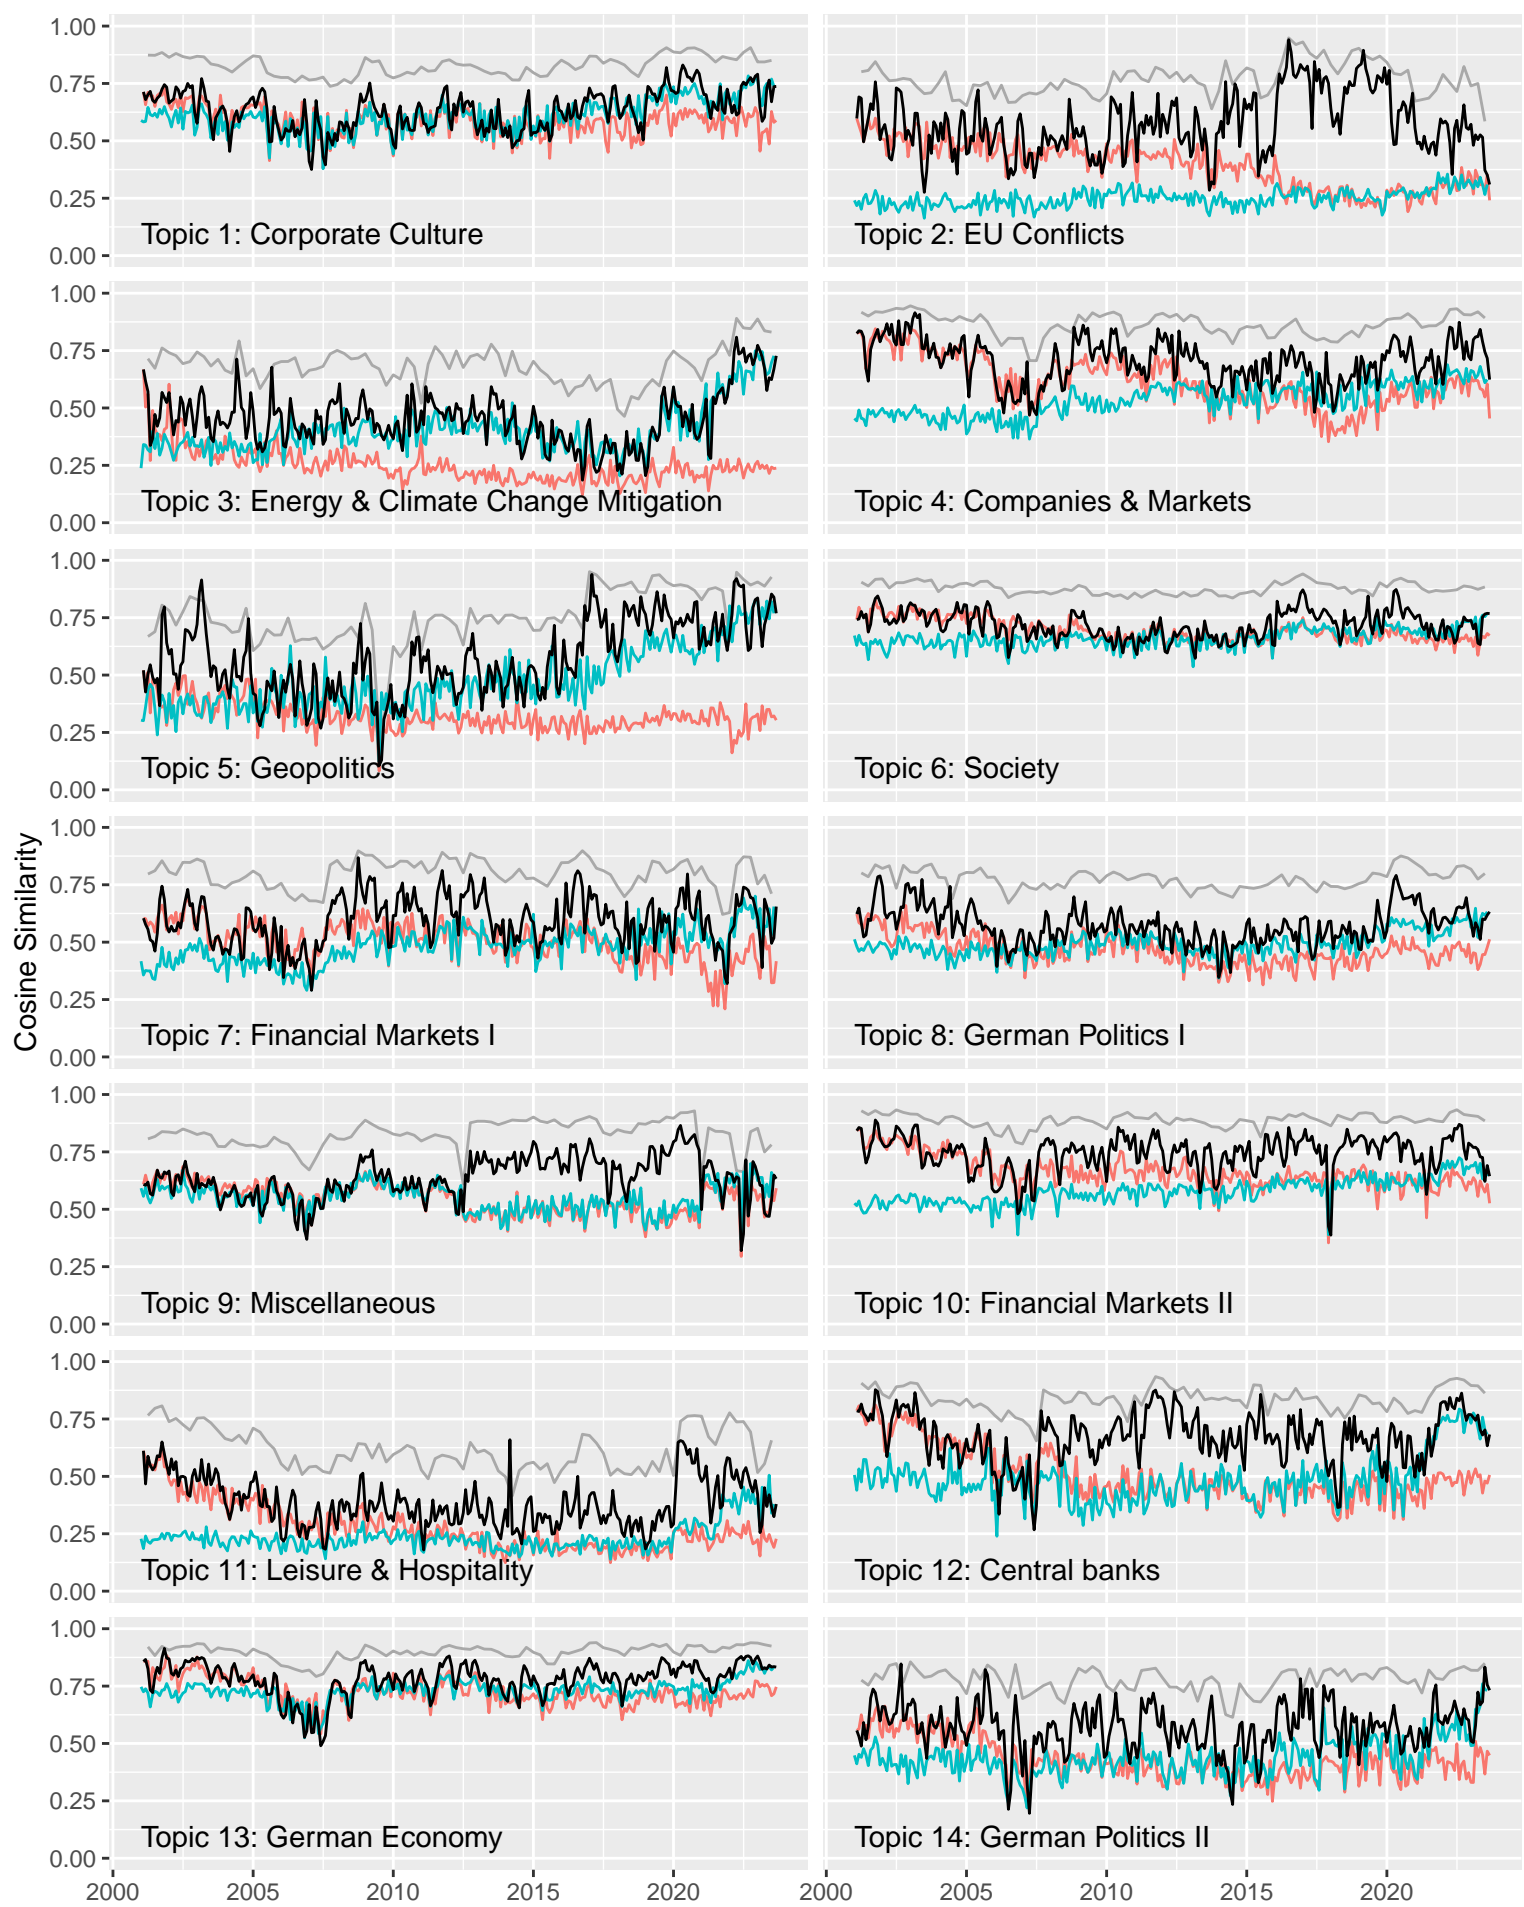 Cosine Similarity
1.00
0.75
0.50
0.25
0.00
Topic 1: Corporate Culture
Topic 2: EU Conflicts
1.00
0.75
0.50
0.25
0.00
Topic 3: Energy & Climate Change Mitigation
Topic 4: Companies & Markets
1.00
0.75
0.50
0.25
0.00
Topic 5: Geopolitics
Topic 6: Society
1.00
0.75
0.50
0.25
0.00
Topic 7: Financial Markets I
Topic 8: German Politics I
1.00
0.75
0.50
0.25
0.00
Topic 9: Miscellaneous
Topic 10: Financial Markets II
1.00
0.75
0.50
0.25
0.00
Topic 11: Leisure & Hospitality
Topic 12: Central banks
1.00
0.75
0.50
0.25
0.00
Topic 13: German Economy
Topic 14: German Politics II
2000 2005 2010 2015 2020 2000 2005 2010 2015 2020